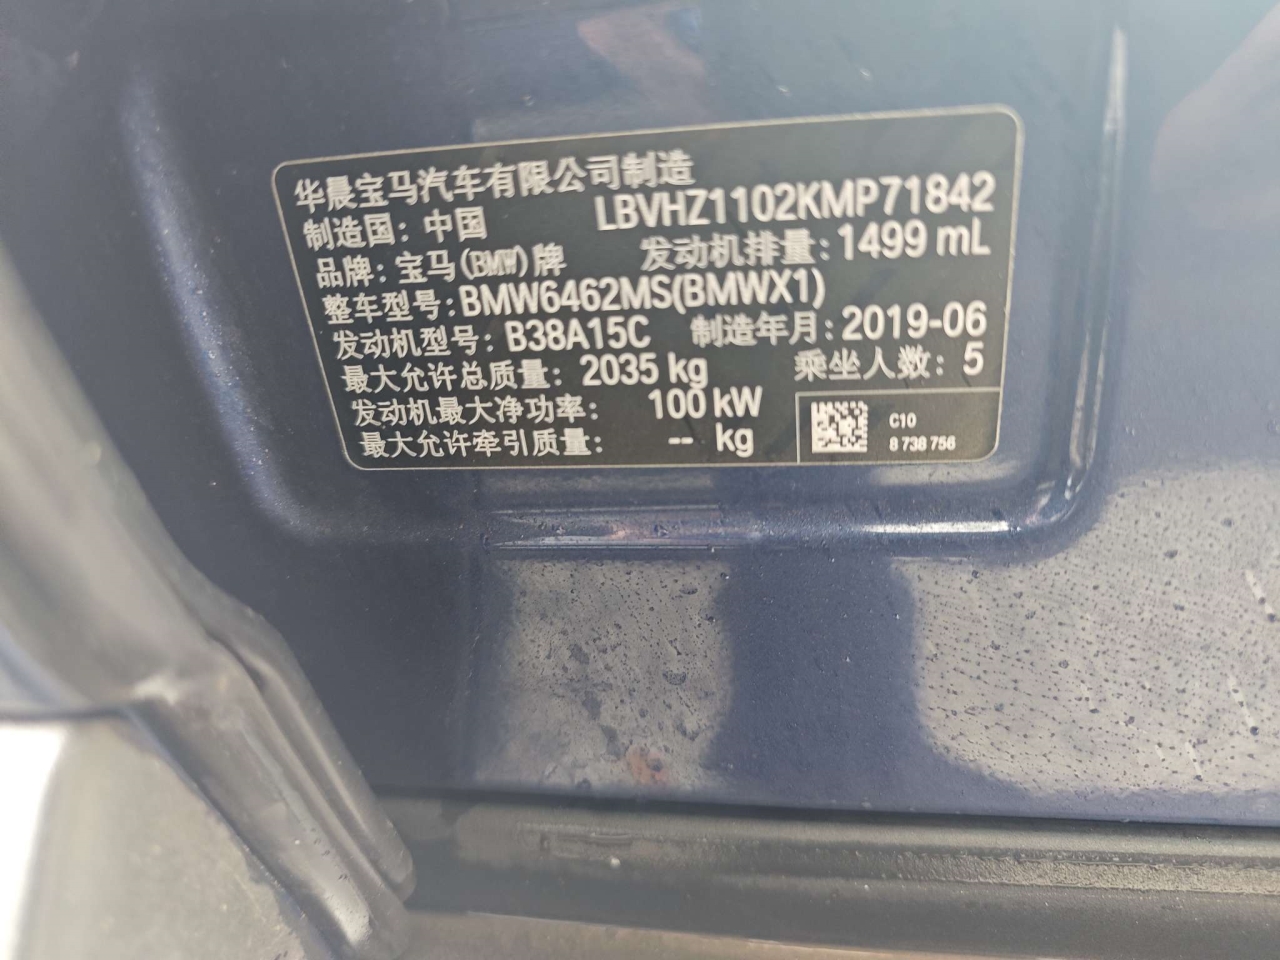 华晨宝马汽车有限公司制造
制造国：中国 LBVHZ1102KMP71842
品牌：宝马(BMW)牌 发动机排量：1499 mL
整车型号：BMW6462MS(BMWX1)
发动机型号：B38A15C 制造年月：2019-06
最大允许总质量：2035 kg 乘坐人数：5
发动机最大净功率：100 kW
最大允许牵引质量：-- kg
C10
8 738 756